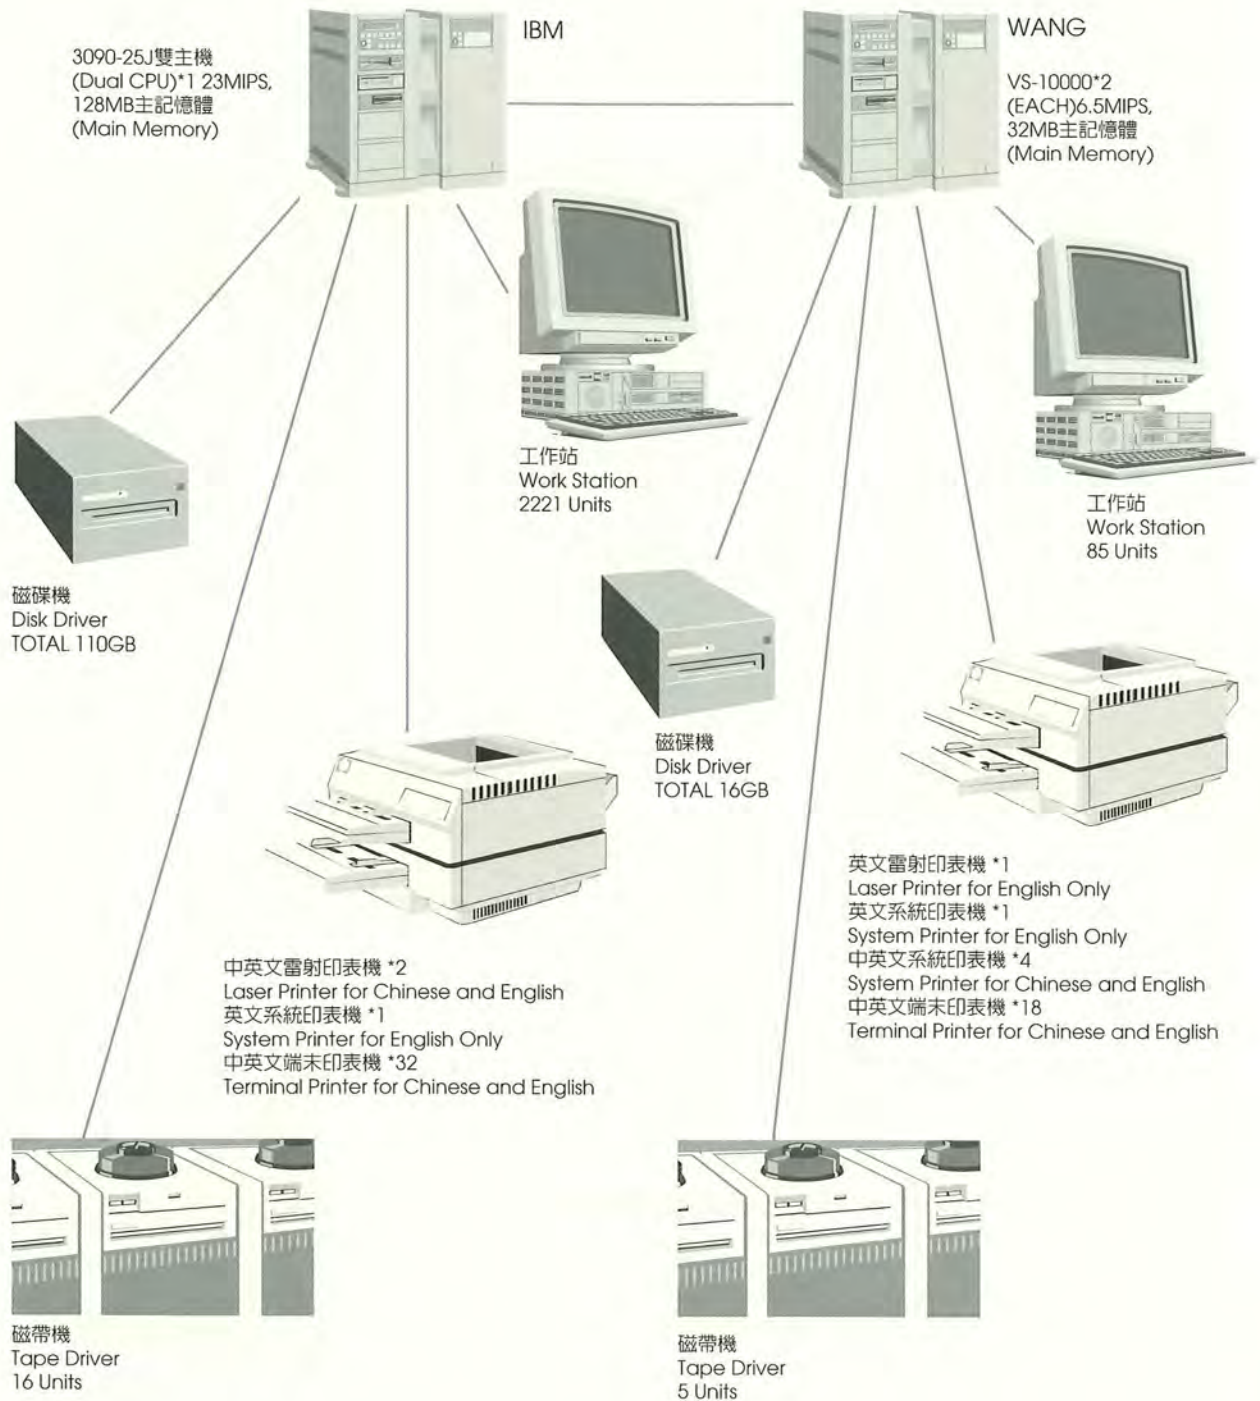 IBM
3090-25J雙主機
(Dual CPU)*1 23MIPS,
128MB主記憶體
(Main Memory)
WANG
VS-10000*2
(EACH)6.5MIPS,
32MB主記憶體
(Main Memory)
工作站
Work Station
2221 Units
工作站
Work Station
85 Units
磁碟機
Disk Driver
TOTAL 110GB
磁碟機
Disk Driver
TOTAL 16GB
中英文雷射印表機 *2
Laser Printer for Chinese and English
英文系統印表機 *1
System Printer for English Only
中英文端末印表機 *32
Terminal Printer for Chinese and English
英文雷射印表機 *1
Laser Printer for English Only
英文系統印表機 *1
System Printer for English Only
中英文系統印表機 *4
System Printer for Chinese and English
中英文端末印表機 *18
Terminal Printer for Chinese and English
磁帶機
Tape Driver
16 Units
磁帶機
Tape Driver
5 Units